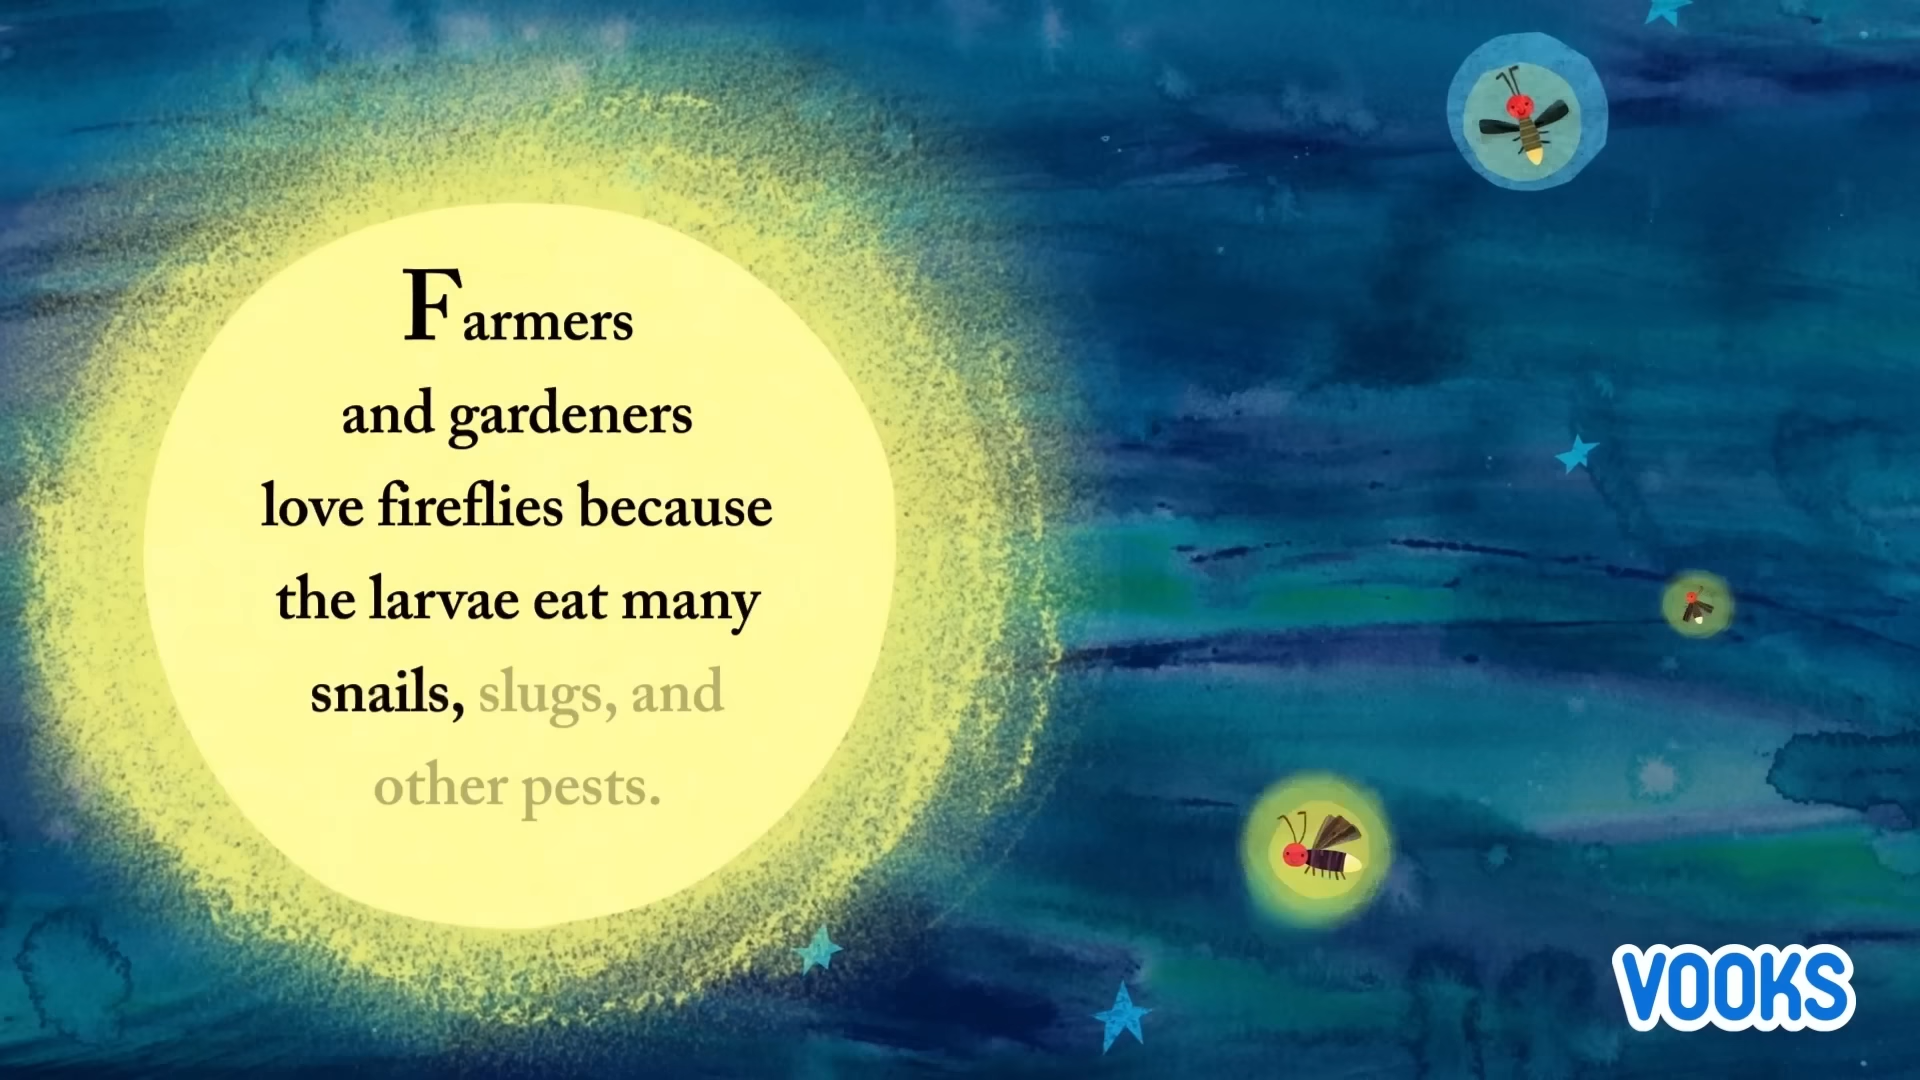 Farmers
and gardeners
love fireflies because
the larvae eat many
snails, slugs, and
other pests.
VOOKS